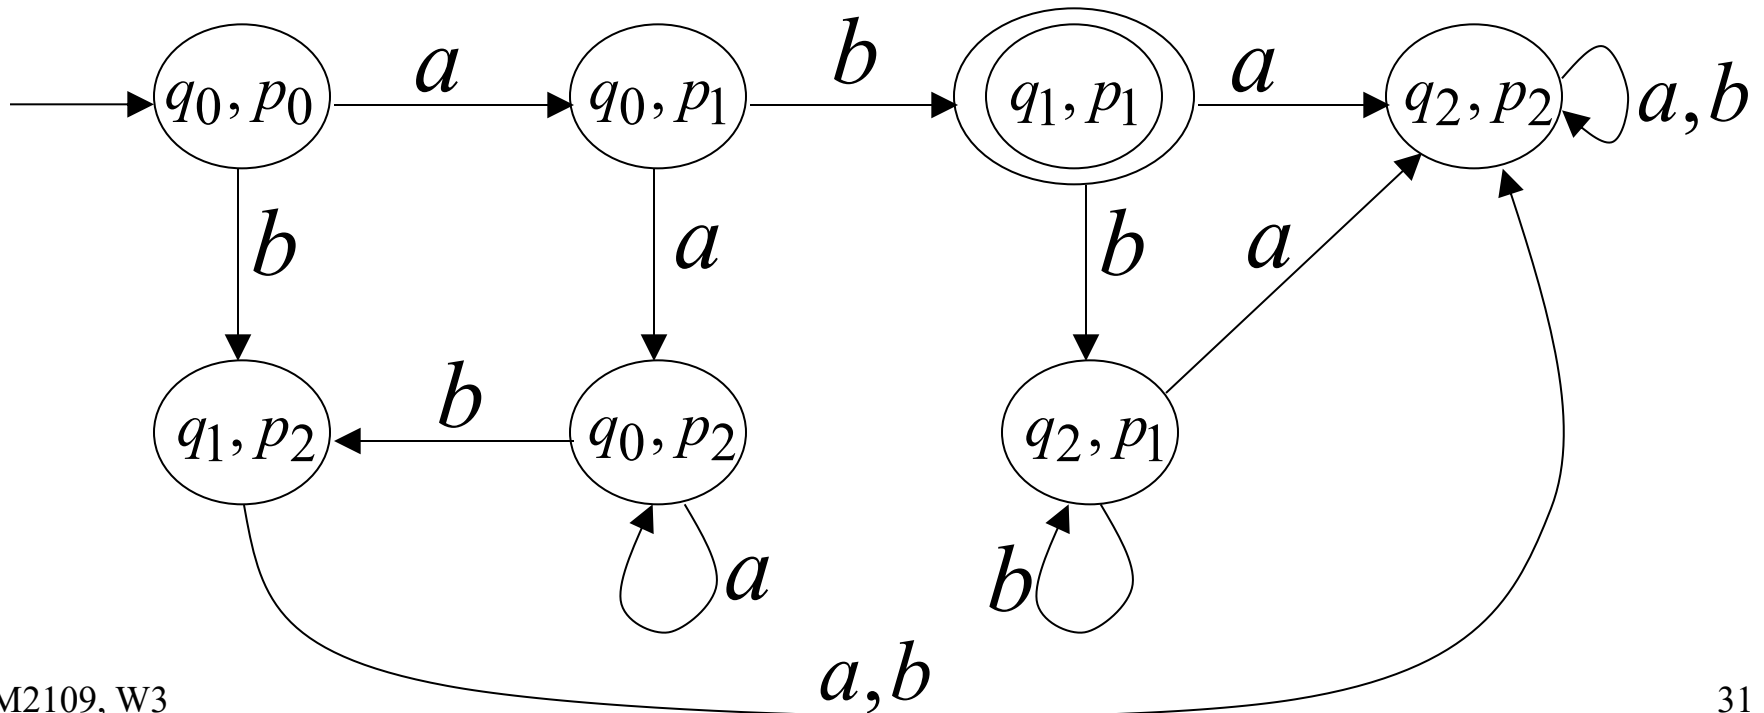 a b a
q0, p0 q0, p1 q1, p1 q2, p2 a,b
b a b a
b
q1, p2 q0, p2 q2, p1
a b
a,b
M2109, W3 31